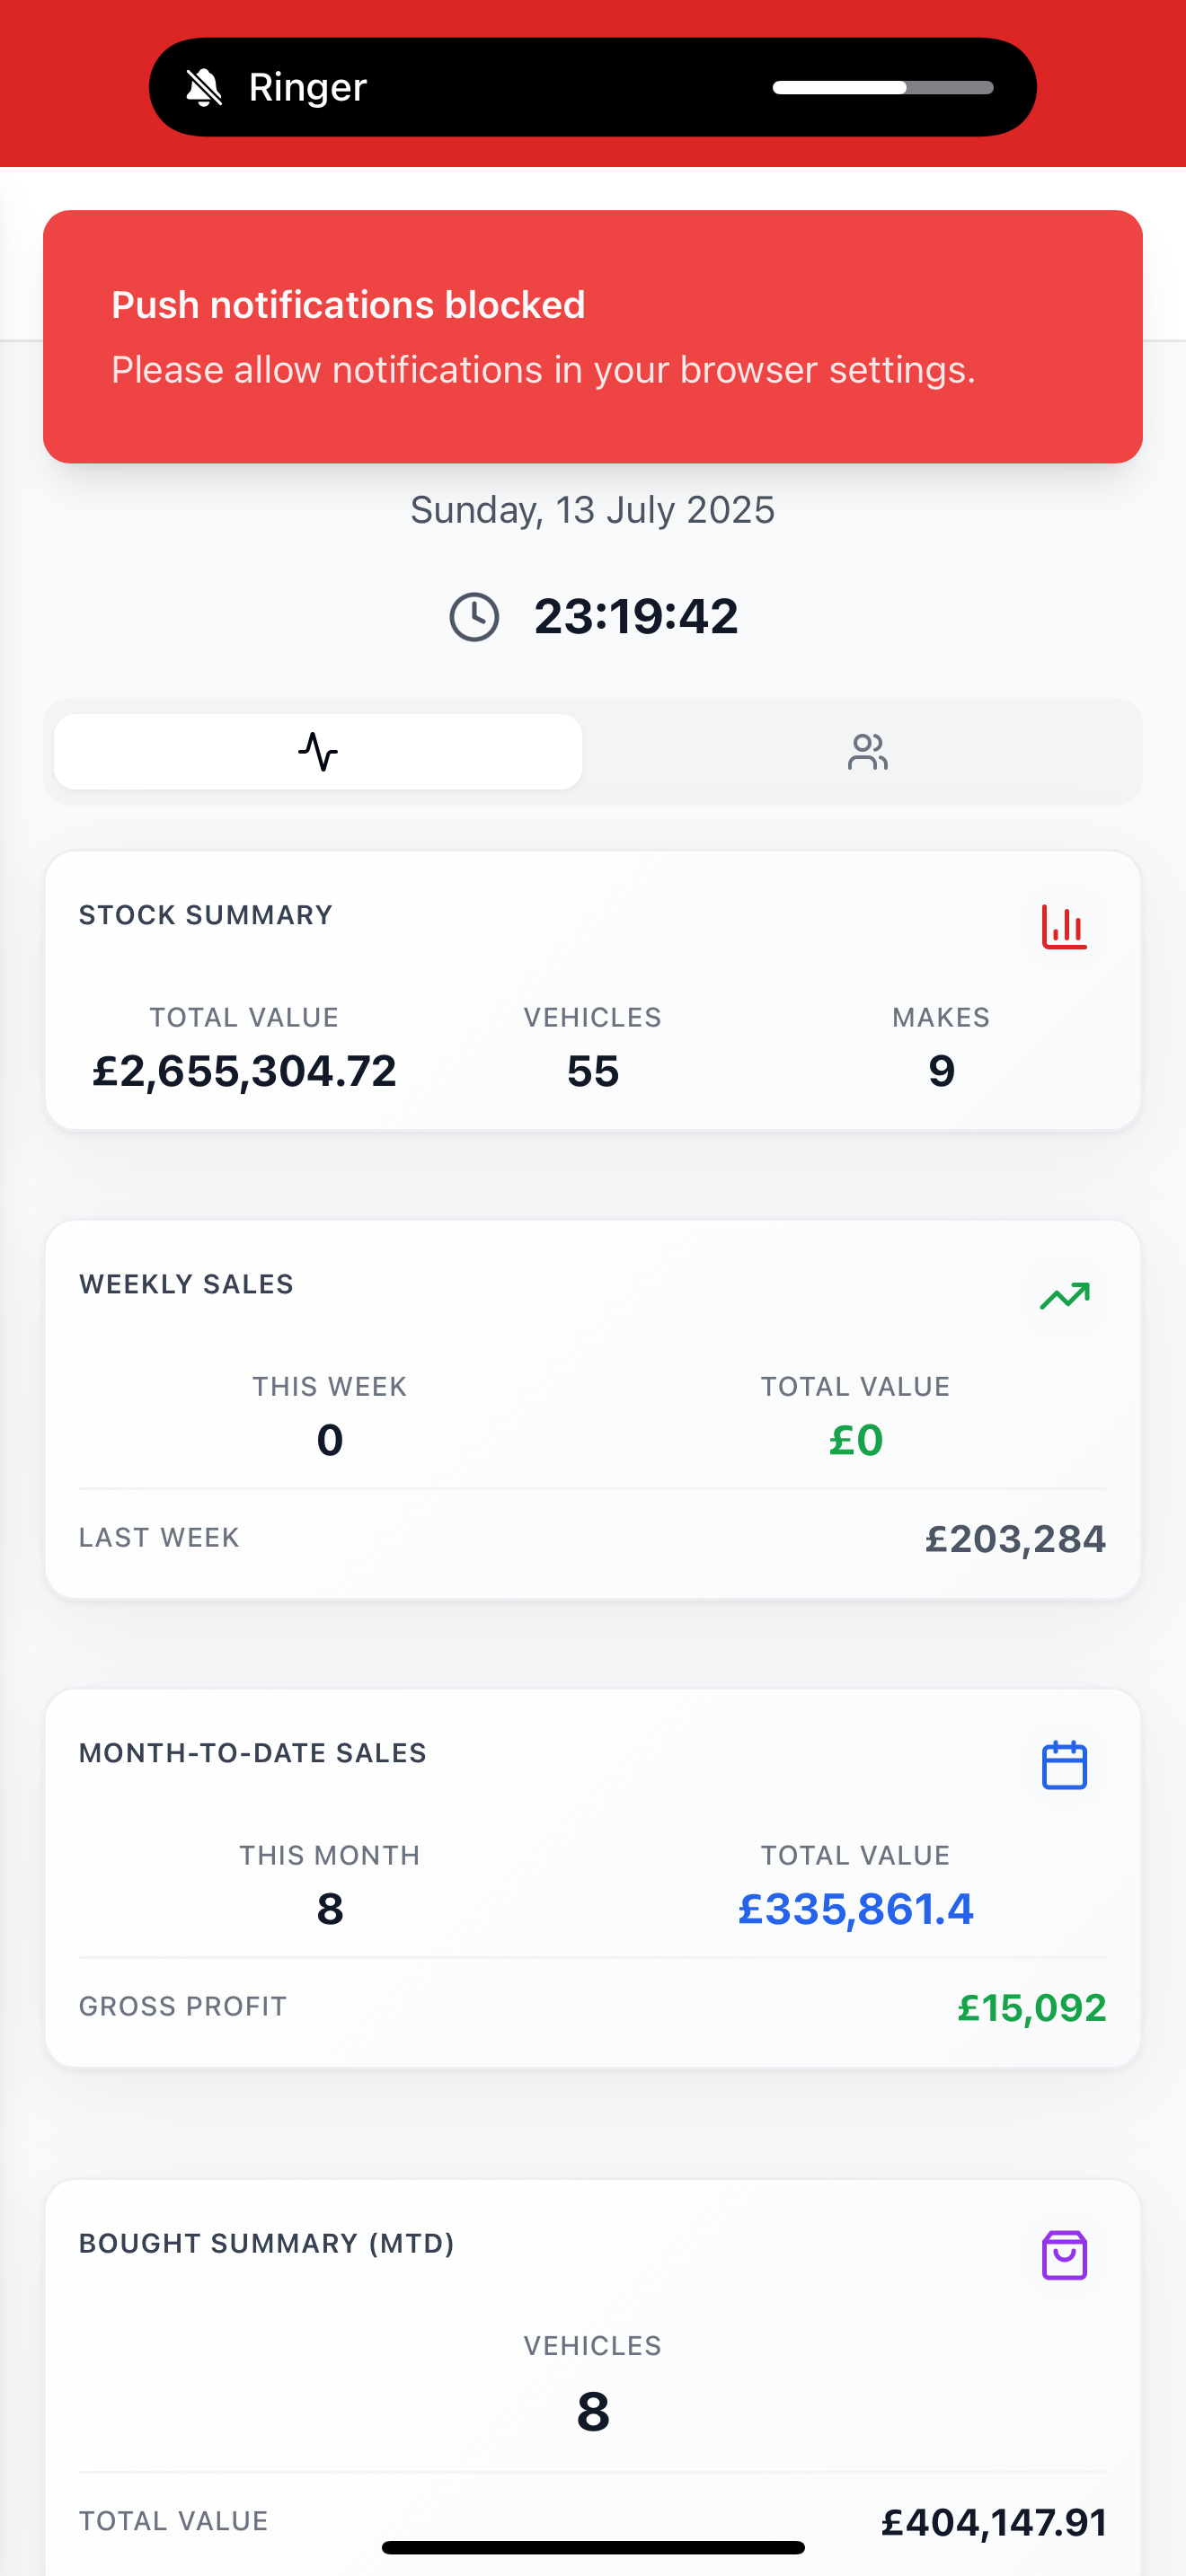 Ringer
Push notifications blocked
Please allow notifications in your browser settings.
Sunday, 13 July 2025
23:19:42
STOCK SUMMARY
TOTAL VALUE VEHICLES MAKES
£2,655,304.72 55 9
WEEKLY SALES
THIS WEEK TOTAL VALUE
0 £0
LAST WEEK £203,284
MONTH-TO-DATE SALES
THIS MONTH TOTAL VALUE
8 £335,861.4
GROSS PROFIT £15,092
BOUGHT SUMMARY (MTD)
VEHICLES
8
TOTAL VALUE £404,147.91